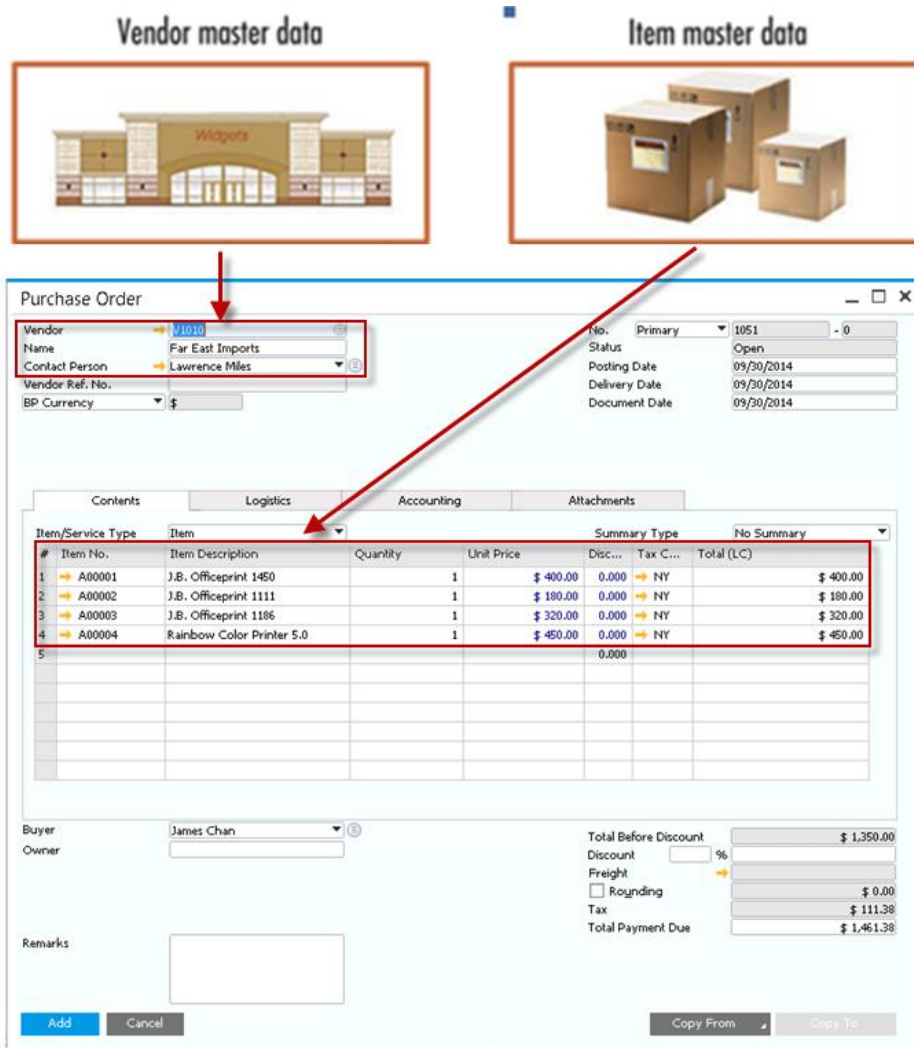 Vendor master data
Item master data
Widgets
Purchase Order
Vendor V1010
Name Far East Imports
Contact Person Lawrence Miles
Vendor Ref. No.
BP Currency $
No. Primary 1051 - 0
Status Open
Posting Date 09/30/2014
Delivery Date 09/30/2014
Document Date 09/30/2014
Contents Logistics Accounting Attachments
Item/Service Type Item Summary Type No Summary
# Item No. Item Description Quantity Unit Price Disc... Tax C... Total (LC)
1 A00001 J.B. Officeprint 1450 1 $ 400.00 0.000 NY $ 400.00
2 A00002 J.B. Officeprint 1111 1 $ 180.00 0.000 NY $ 180.00
3 A00003 J.B. Officeprint 1186 1 $ 320.00 0.000 NY $ 320.00
4 A00004 Rainbow Color Printer 5.0 1 $ 450.00 0.000 NY $ 450.00
5 0.000
Buyer James Chan
Owner
Remarks
Total Before Discount $ 1,350.00
Discount %
Freight
Rounding $ 0.00
Tax $ 111.38
Total Payment Due $ 1,461.38
Add Cancel Copy From Copy To